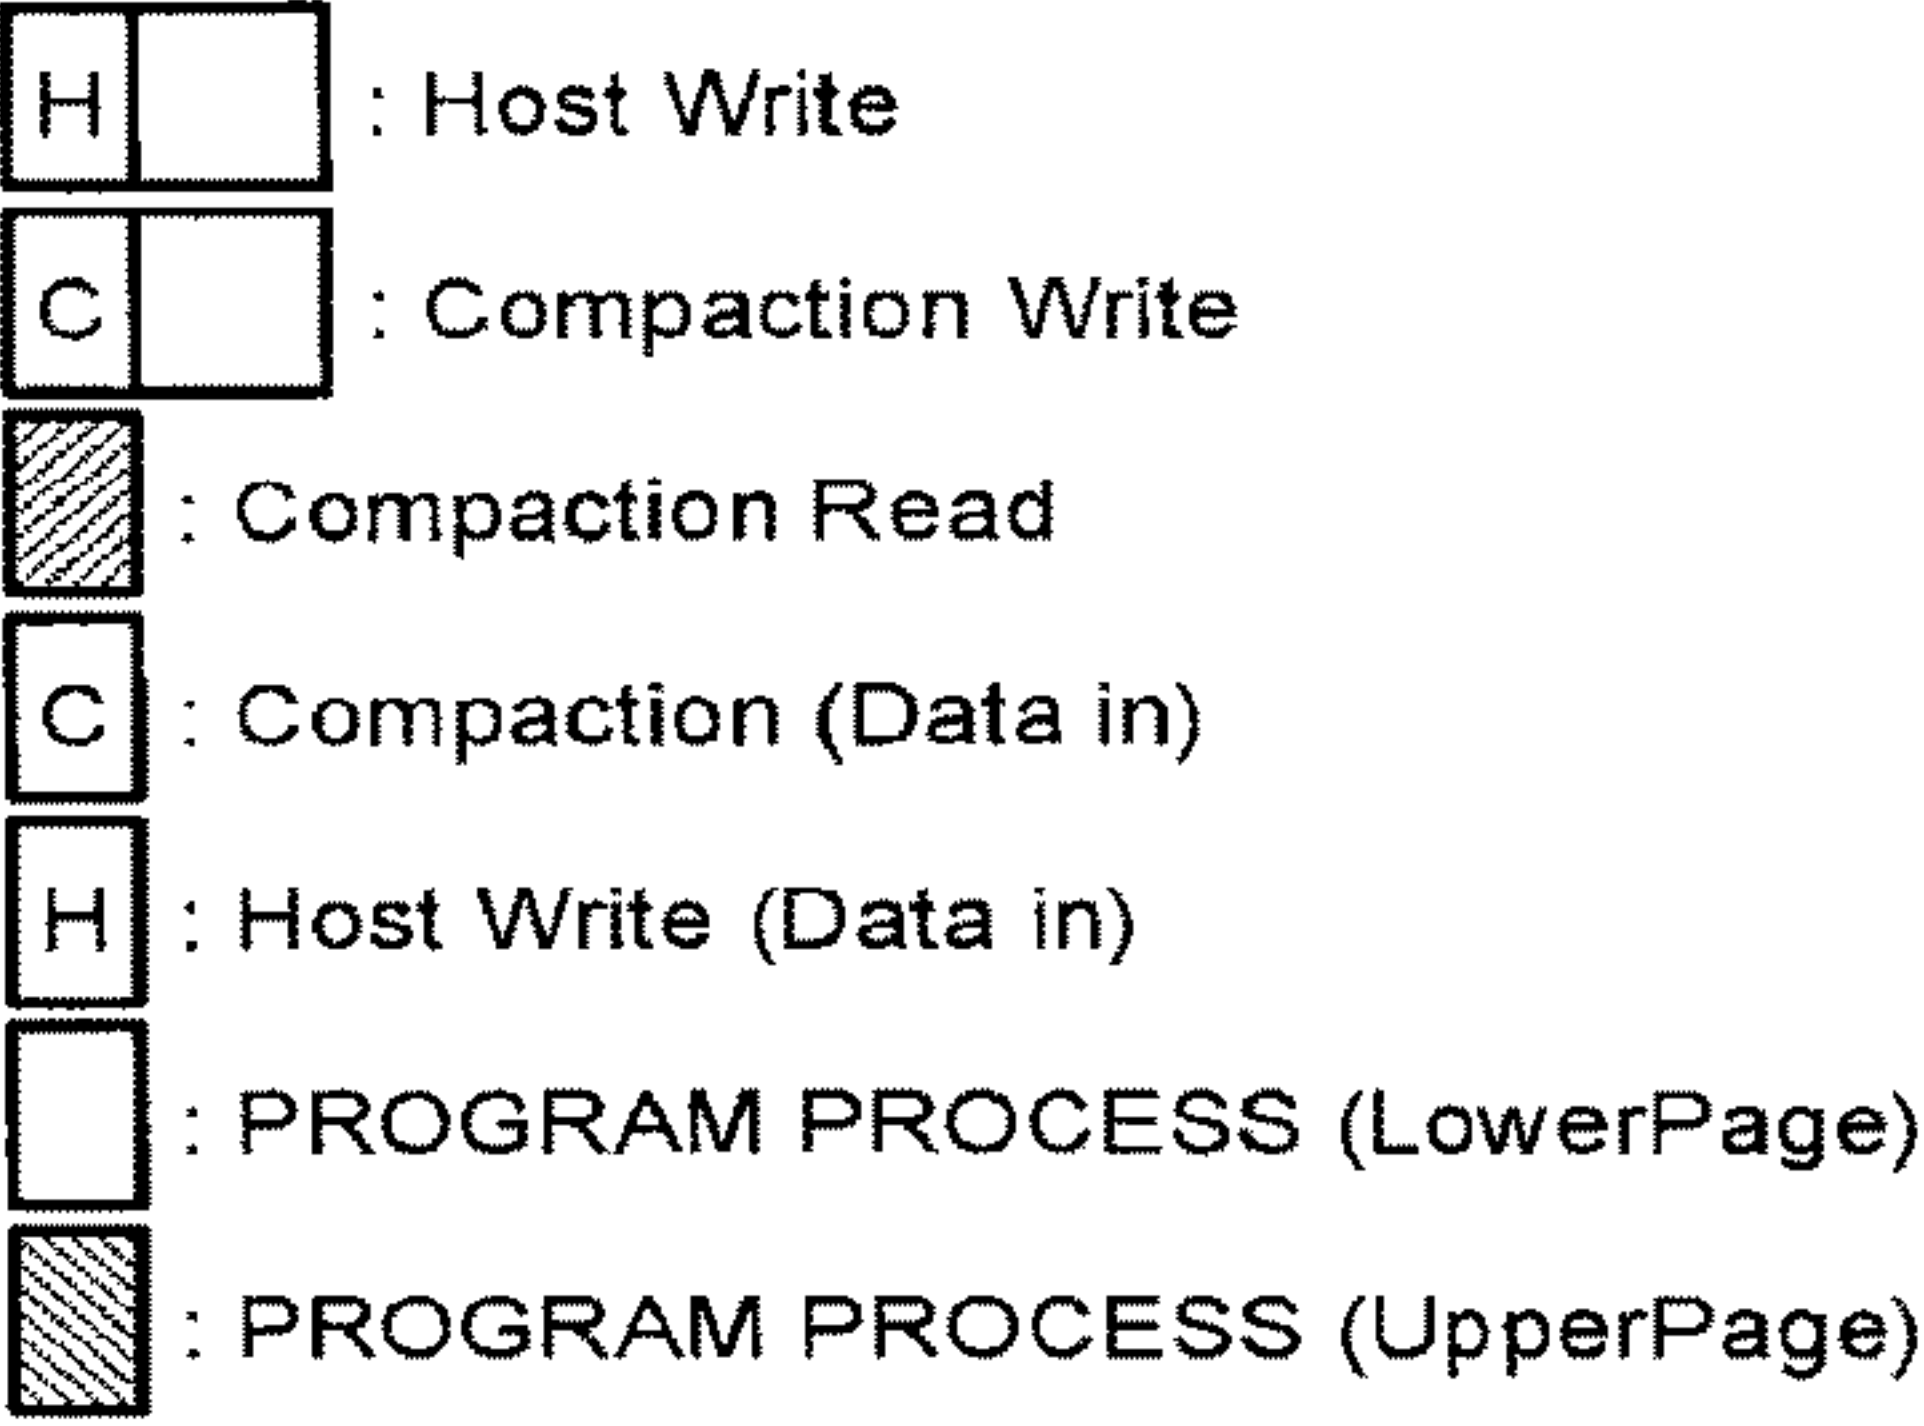 H : Host Write
C : Compaction Write
: Compaction Read
C : Compaction (Data in)
H : Host Write (Data in)
: PROGRAM PROCESS (LowerPage)
: PROGRAM PROCESS (UpperPage)